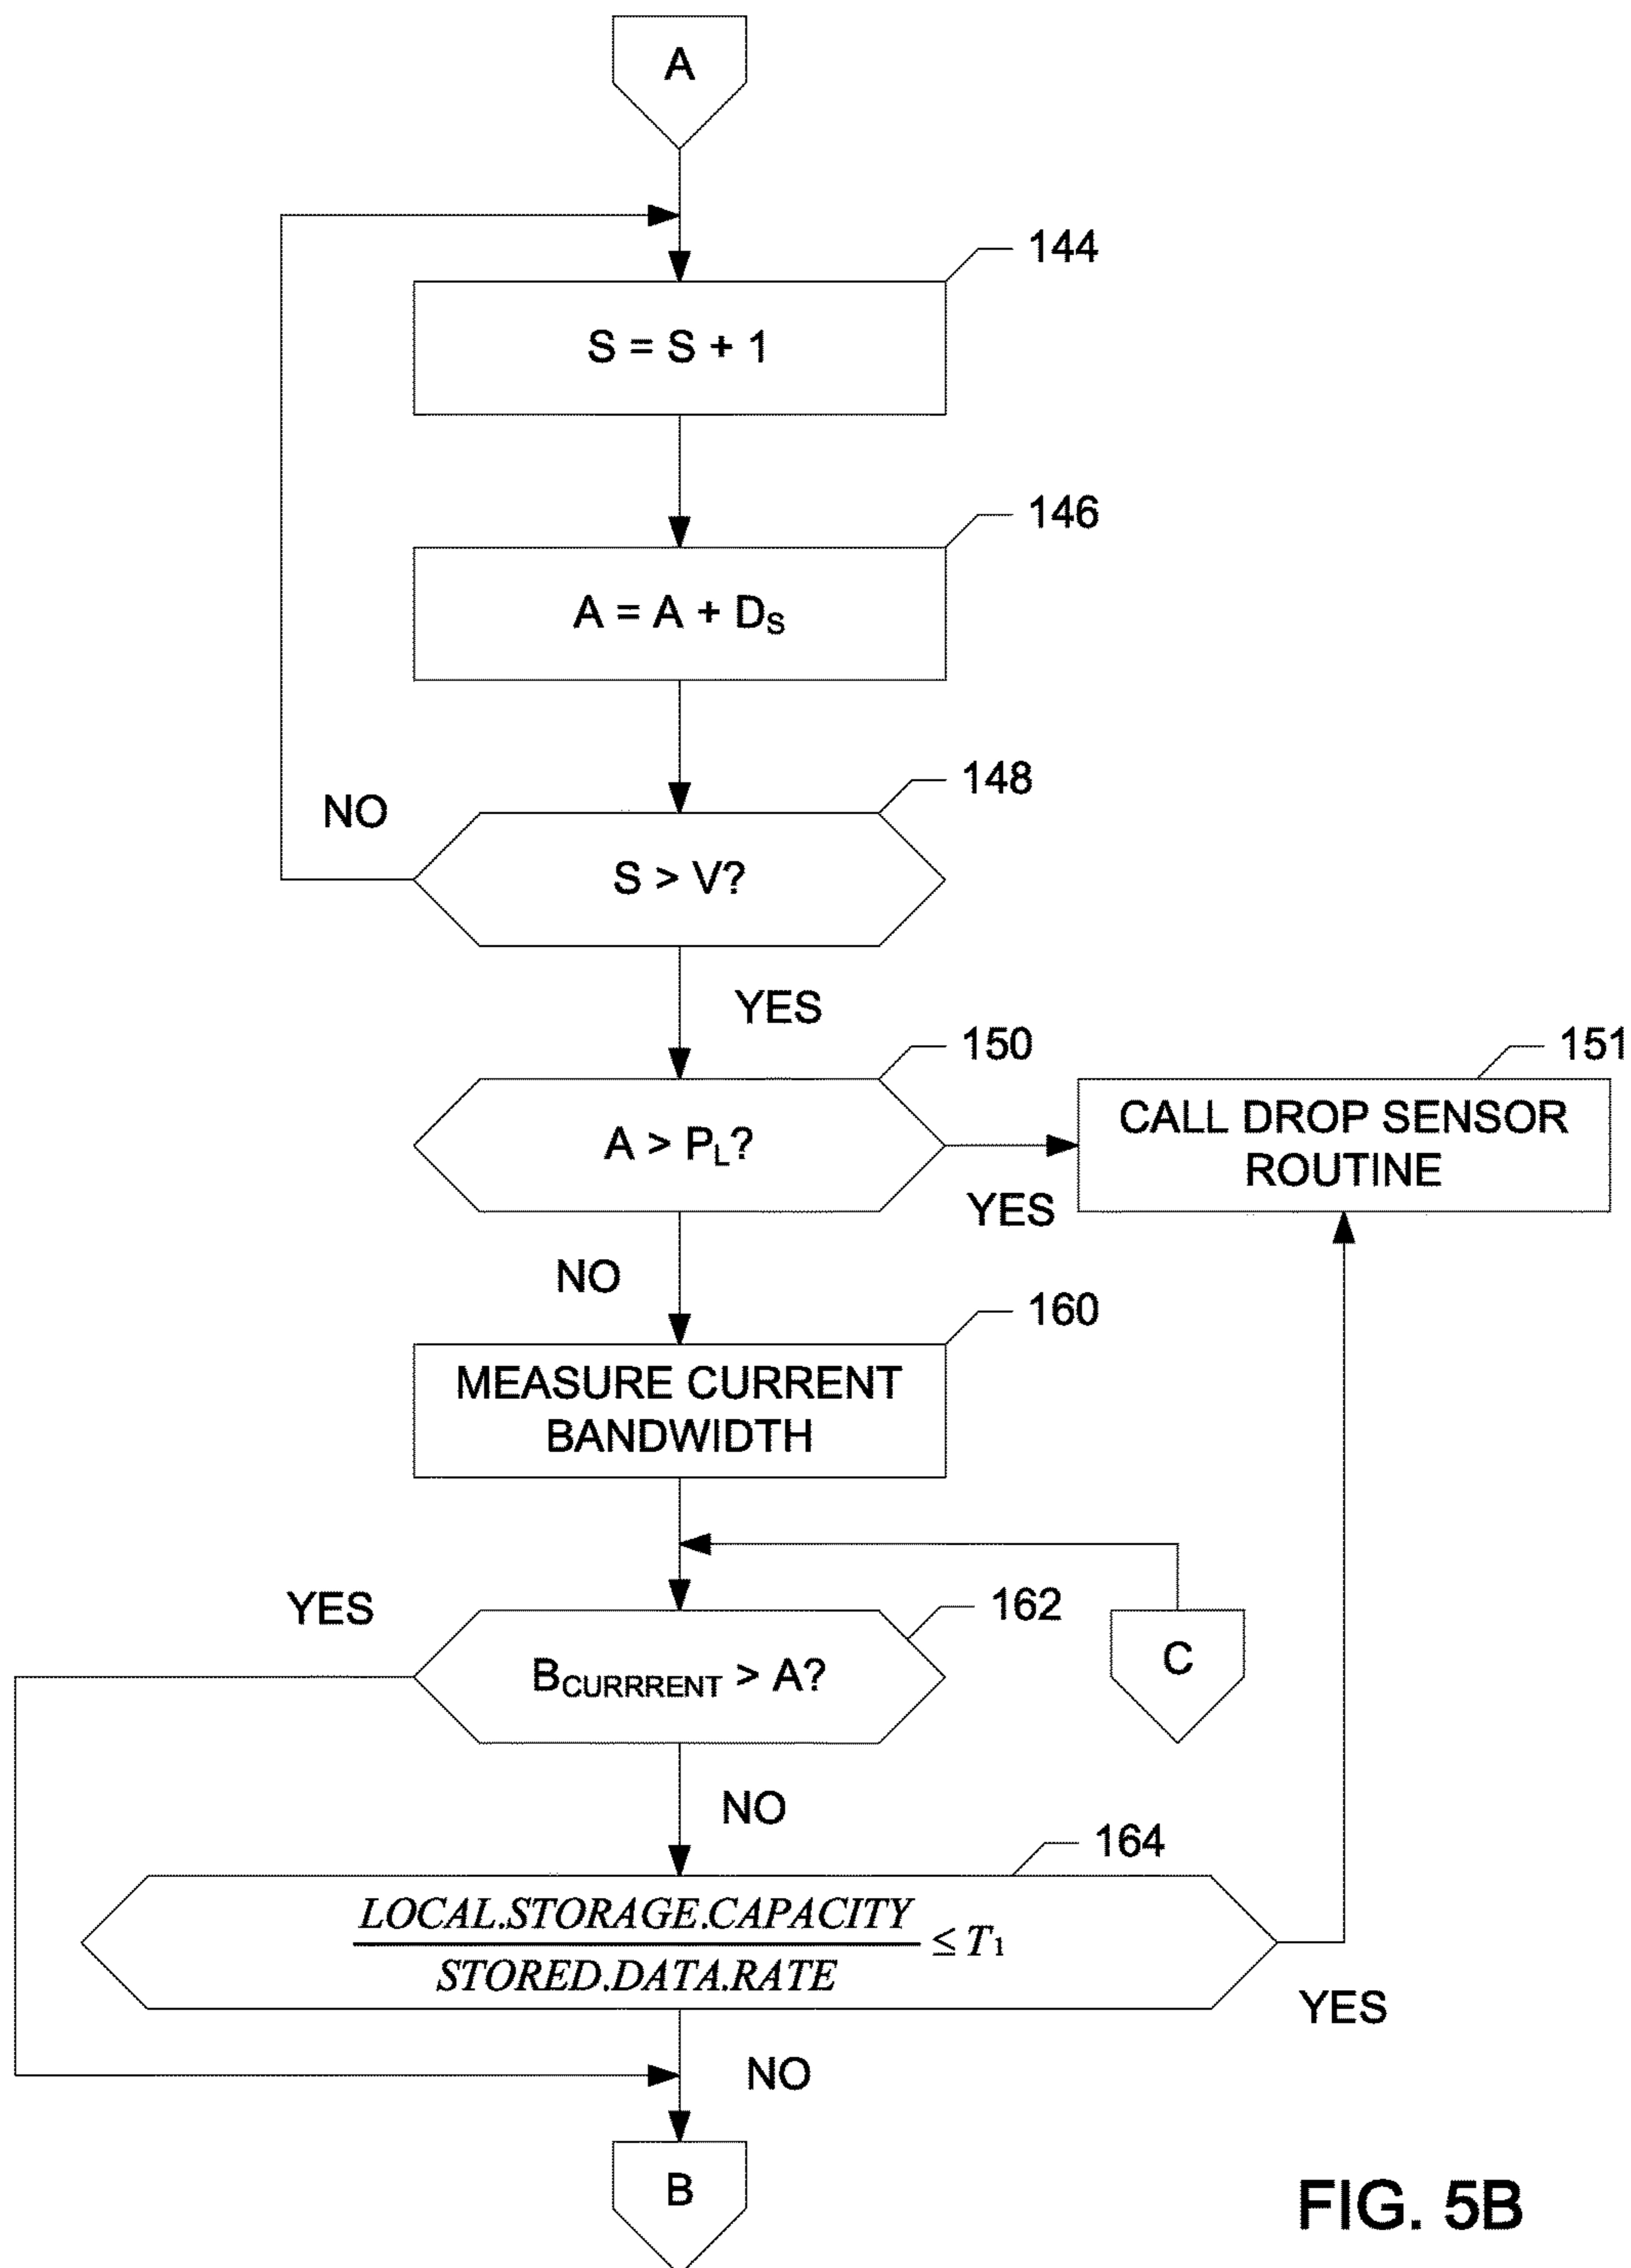 A
144
S = S + 1
146
A = A + DS
148
NO
S > V?
YES
150
151
A > PL?
CALL DROP SENSOR
ROUTINE
YES
NO
160
MEASURE CURRENT
BANDWIDTH
YES
162
BCURRRENT > A?
C
NO
164
LOCAL.STORAGE.CAPACITY
STORED.DATA.RATE
≤ T1
YES
NO
B
FIG. 5B